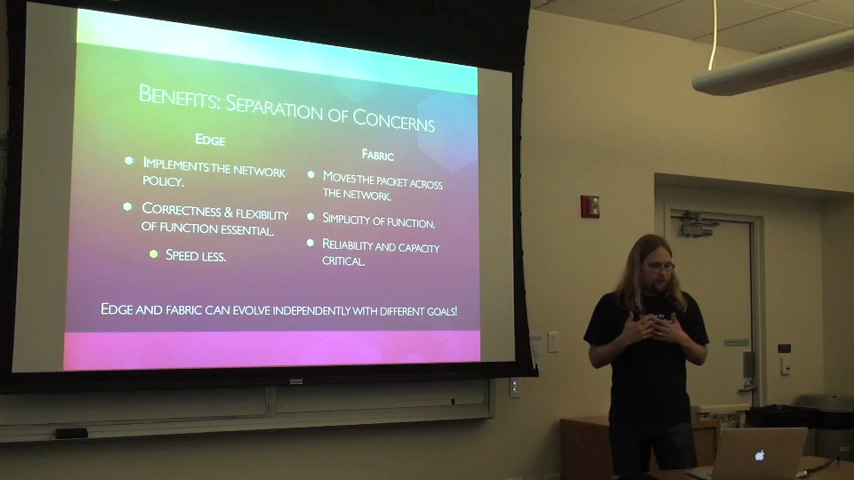 BENEFITS: SEPARATION OF CONCERNS
EDGE
IMPLEMENTS THE NETWORK
POLICY.
CORRECTNESS & FLEXIBILITY
OF FUNCTION ESSENTIAL.
SPEED LESS.
FABRIC
MOVES THE PACKET ACROSS
THE NETWORK.
SIMPLICITY OF FUNCTION.
RELIABILITY AND CAPACITY
CRITICAL.
EDGE AND FABRIC CAN EVOLVE INDEPENDENTLY WITH DIFFERENT GOALS!